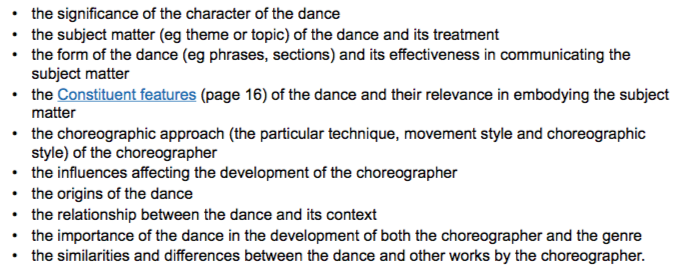 • the significance of the character of the dance
• the subject matter (eg theme or topic) of the dance and its treatment
• the form of the dance (eg phrases, sections) and its effectiveness in communicating the
subject matter
• the Constituent features (page 16) of the dance and their relevance in embodying the subject
matter
• the choreographic approach (the particular technique, movement style and choreographic
style) of the choreographer
• the influences affecting the development of the choreographer
• the origins of the dance
• the relationship between the dance and its context
• the importance of the dance in the development of both the choreographer and the genre
• the similarities and differences between the dance and other works by the choreographer.